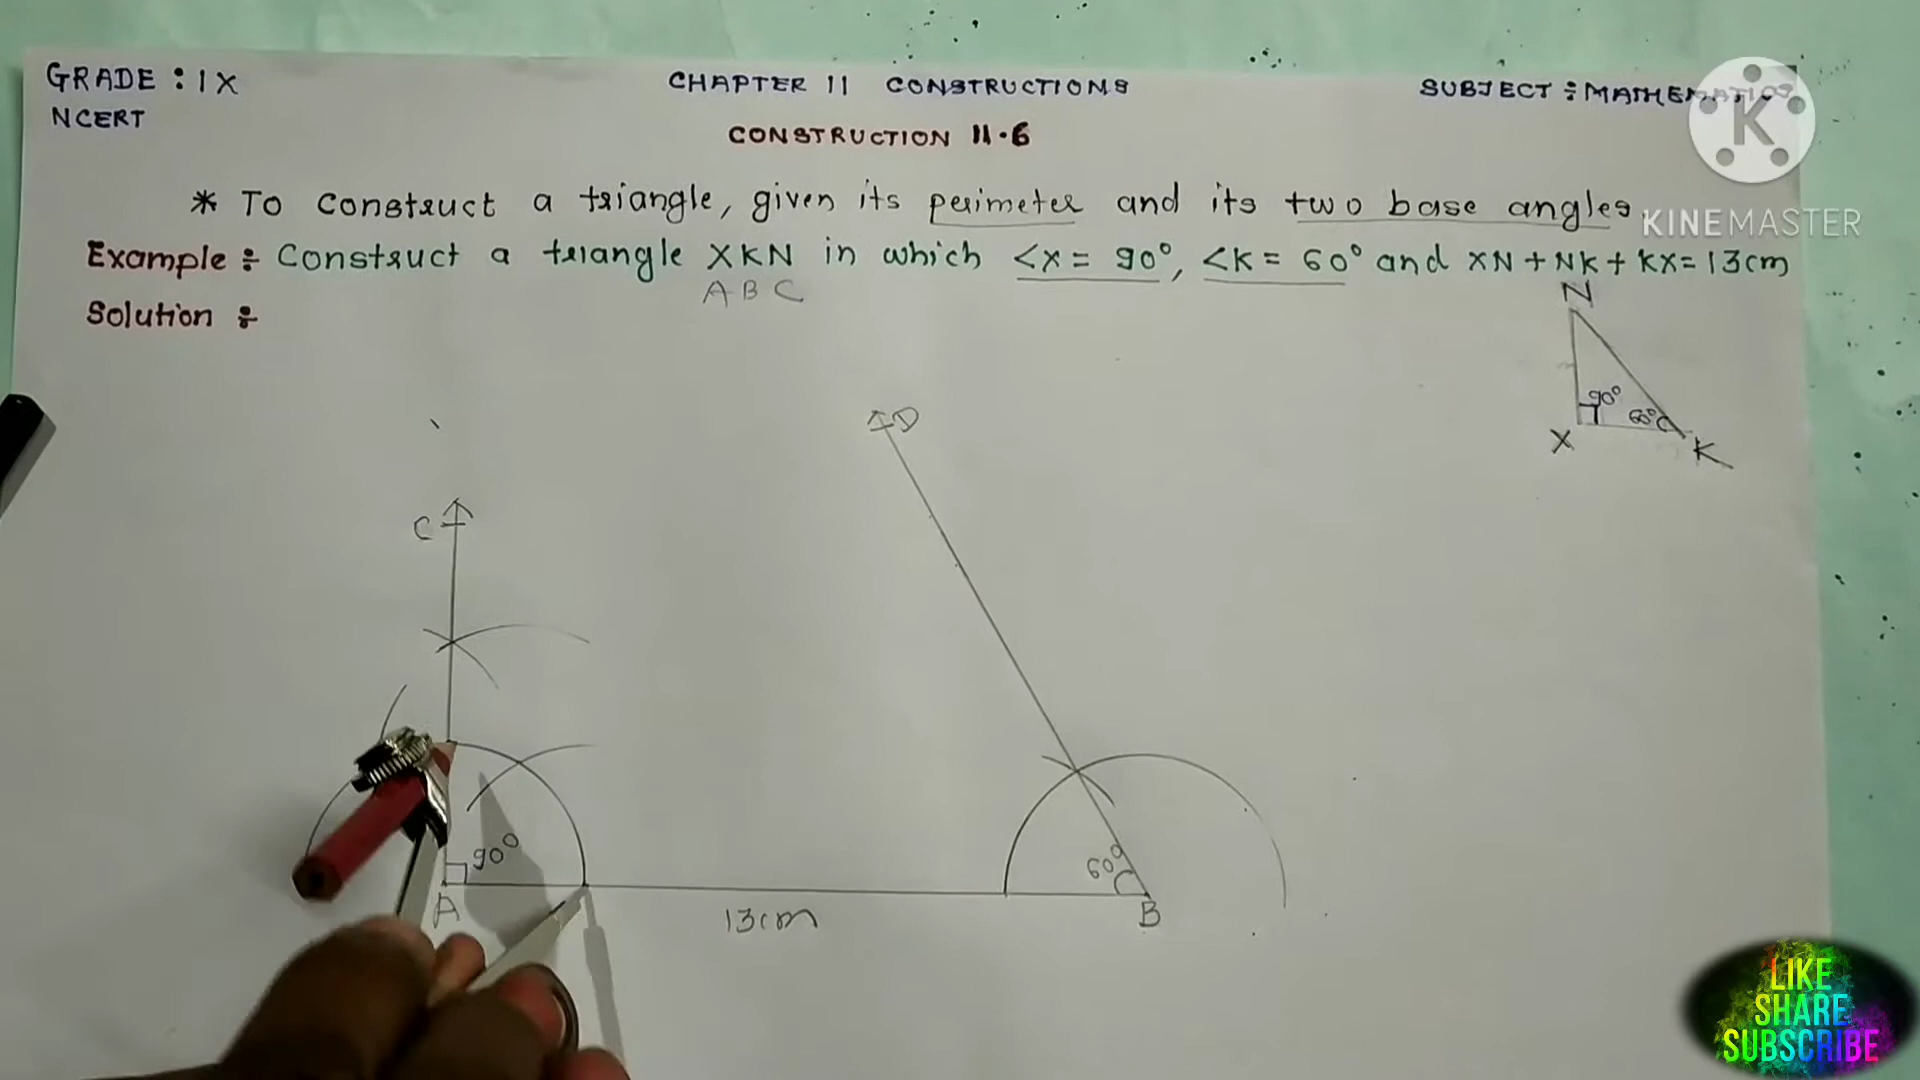 GRADE : IX
CHAPTER 11 CONSTRUCTIONS
SUBJECT : MATHEMATICS
NCERT
CONSTRUCTION 11.6
* To construct a triangle, given its perimeter and its two base angles.
KINEMASTER
Example :- Construct a triangle XKN in which <X = 90°, <K = 60° and XN + NK + KX = 13cm
A B C
Solution :-
N
90°
60°
X
K
D
C
90°
60°
A
13cm
B
K
LIKE
SHARE
SUBSCRIBE